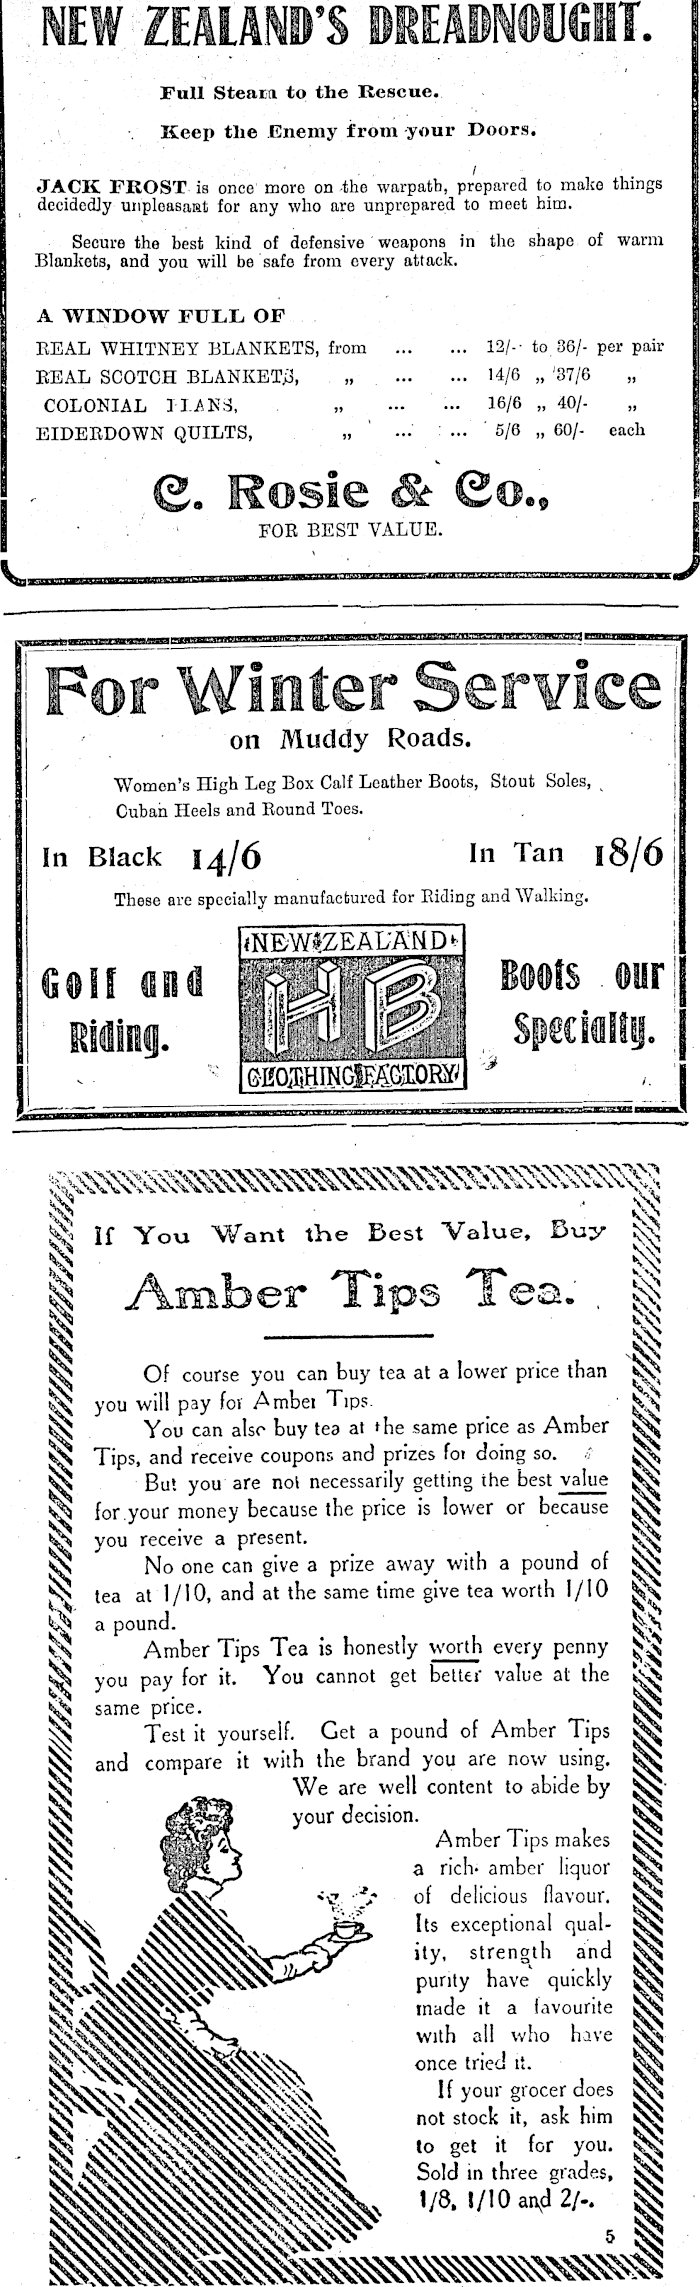 NEW ZEALAND'S DREADNOUGHT.
Full Steam to the Rescue.
Keep the Enemy from your Doors.
JACK FROST is once more on the warpath, prepared to make things
decidedly unpleasant for any who are unprepared to meet him.
Secure the best kind of defensive weapons in the shape of warm
Blankets, and you will be safe from every attack.
A WINDOW FULL OF
REAL WHITNEY BLANKETS, from ... ... 12/- to 36/- per pair
REAL SCOTCH BLANKETS, „ ... ... 14/6 „ 37/6 „
COLONIAL „ ... ... 16/6 „ 40/- „
EIDERDOWN QUILTS, „ ... ... 5/6 „ 60/- each
C. Rosie & Co.,
FOR BEST VALUE.
For Winter Service
on Muddy Roads.
Women's High Leg Box Calf Leather Boots, Stout Soles,
Cuban Heels and Round Toes.
In Black 14/6 In Tan 18/6
These are specially manufactured for Riding and Walking.
Golf and
Riding.
NEW ZEALAND
HB
CLOTHING FACTORY
Boots our
Specialty.
If You Want the Best Value, Buy
Amber Tips Tea.
Of course you can buy tea at a lower price than
you will pay for Amber Tips.
You can also buy tea at the same price as Amber
Tips, and receive coupons and prizes for doing so.
But you are not necessarily getting the best value
for your money because the price is lower or because
you receive a present.
No one can give a prize away with a pound of
tea at 1/10, and at the same time give tea worth 1/10
a pound.
Amber Tips Tea is honestly worth every penny
you pay for it. You cannot get better value at the
same price.
Test it yourself. Get a pound of Amber Tips
and compare it with the brand you are now using.
We are well content to abide by
your decision.
Amber Tips makes
a rich amber liquor
of delicious flavour.
Its exceptional qual-
ity, strength and
purity have quickly
made it a favourite
with all who have
once tried it.
If your grocer does
not stock it, ask him
to get it for you.
Sold in three grades,
1/8, 1/10 and 2/-.
5